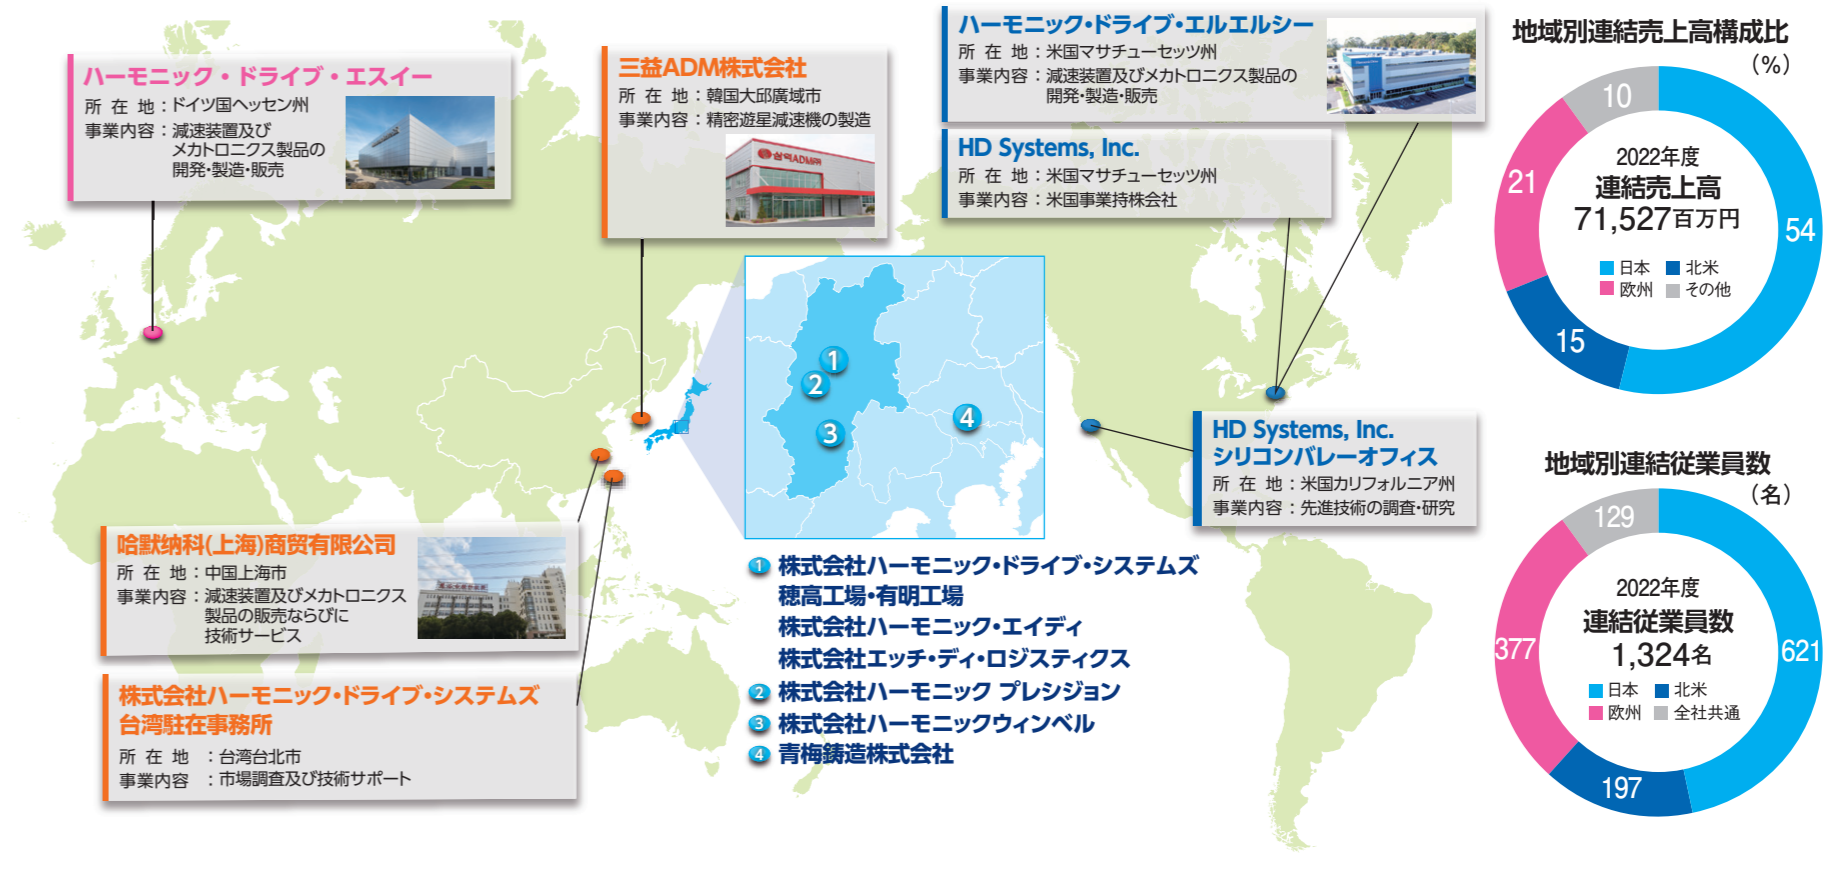 ハーモニック・ドライブ・エスイー
所在地：ドイツ国ヘッセン州
事業内容：減速装置及び
メカトロニクス製品の
開発・製造・販売
三益ADM株式会社
所在地：韓国大邱廣域市
事業内容：精密遊星減速機の製造
삼익ADM㈜
ハーモニック・ドライブ・エルエルシー
所在地：米国マサチューセッツ州
事業内容：減速装置及びメカトロニクス製品の
開発・製造・販売
HD Systems, Inc.
所在地：米国マサチューセッツ州
事業内容：米国事業持株会社
HD Systems, Inc.
シリコンバレーオフィス
所在地：米国カリフォルニア州
事業内容：先進技術の調査・研究
哈默纳科(上海)商贸有限公司
所在地：中国上海市
事業内容：減速装置及びメカトロニクス
製品の販売ならびに
技術サービス
株式会社ハーモニック・ドライブ・システムズ
台湾駐在事務所
所在地：台湾台北市
事業内容：市場調査及び技術サポート
1
2
3
4
1 株式会社ハーモニック・ドライブ・システムズ
穂高工場・有明工場
株式会社ハーモニック・エイディ
株式会社エッチ・ディ・ロジスティクス
2 株式会社ハーモニック プレシジョン
3 株式会社ハーモニックウィンベル
4 青梅鋳造株式会社
地域別連結売上高構成比
（%）
10
21
54
15
2022年度
連結売上高
71,527百万円
日本 北米
欧州 その他
地域別連結従業員数
（名）
129
377
621
197
2022年度
連結従業員数
1,324名
日本 北米
欧州 全社共通